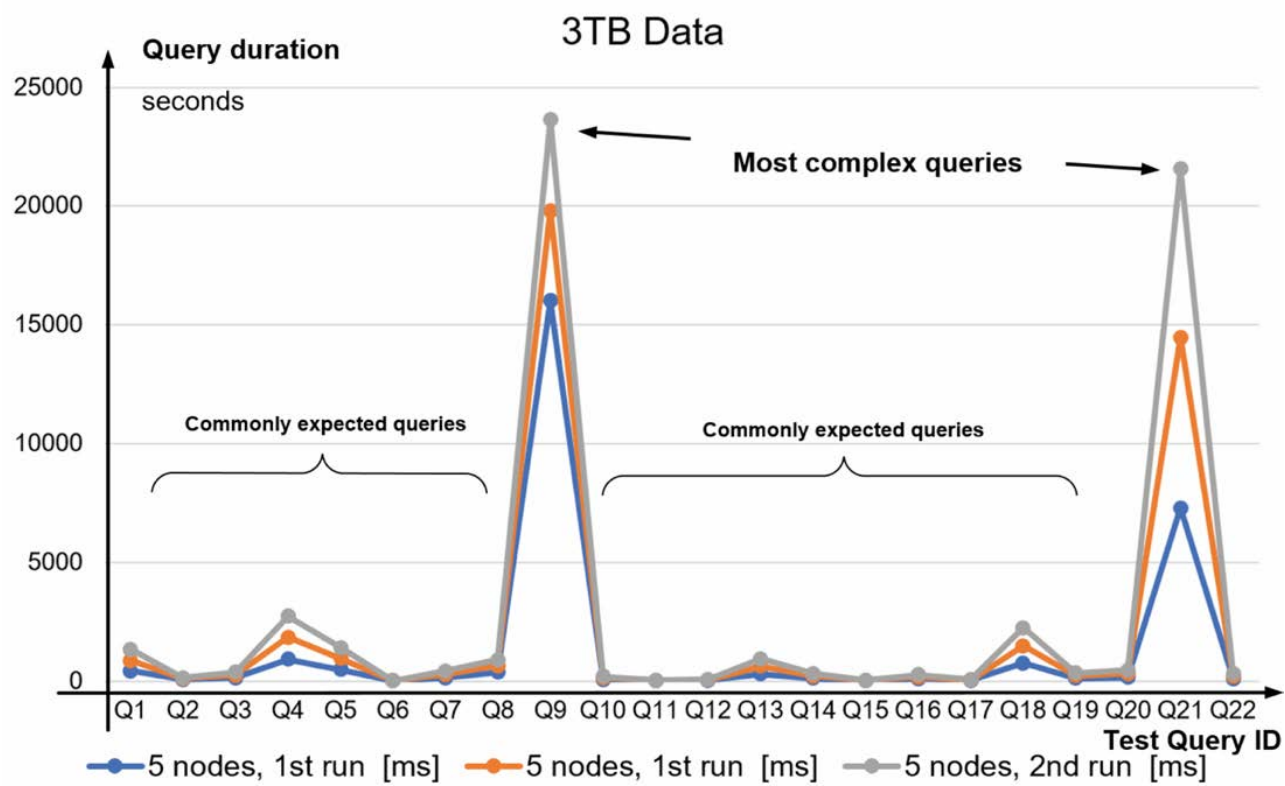 3TB Data
Query duration
seconds
25000
20000
15000
10000
5000
0
Most complex queries
Commonly expected queries
Commonly expected queries
Q1 Q2 Q3 Q4 Q5 Q6 Q7 Q8 Q9 Q10 Q11 Q12 Q13 Q14 Q15 Q16 Q17 Q18 Q19 Q20 Q21 Q22
Test Query ID
5 nodes, 1st run [ms] 5 nodes, 1st run [ms] 5 nodes, 2nd run [ms]